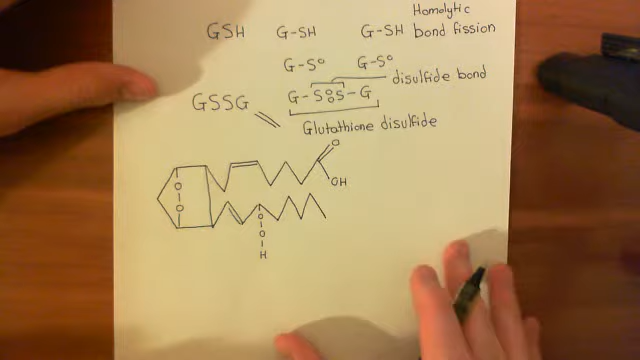 Homolytic
GSH G-SH G-SH bond fission
G-S° G-S°
disulfide bond
GSSG G-S°°S-G
Glutathione disulfide
O
OH
O
O
O
O
H